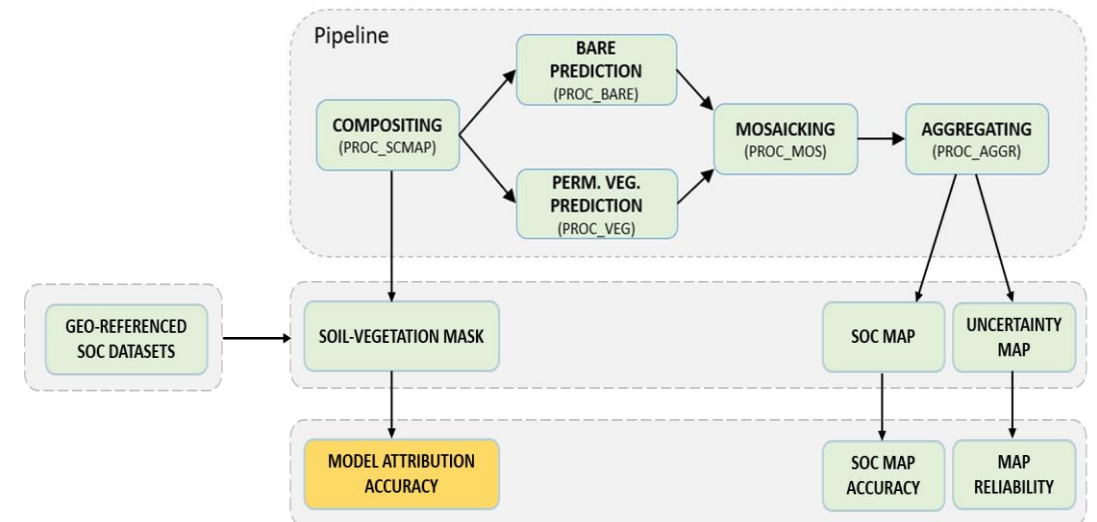 Pipeline
BARE
PREDICTION
(PROC_BARE)
COMPOSITING
(PROC_SCMAP)
MOSAICKING
(PROC_MOS)
AGGREGATING
(PROC_AGGR)
PERM. VEG.
PREDICTION
(PROC_VEG)
GEO-REFERENCED
SOC DATASETS
SOIL-VEGETATION MASK
SOC MAP
UNCERTAINTY
MAP
MODEL ATTRIBUTION
ACCURACY
SOC MAP
ACCURACY
MAP
RELIABILITY